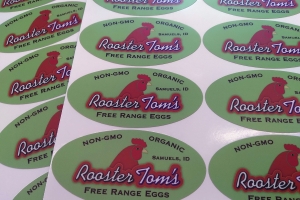 NON-GMO ORGANIC
SAMUELS, ID
Rooster Tom's
FREE RANGE EGGS